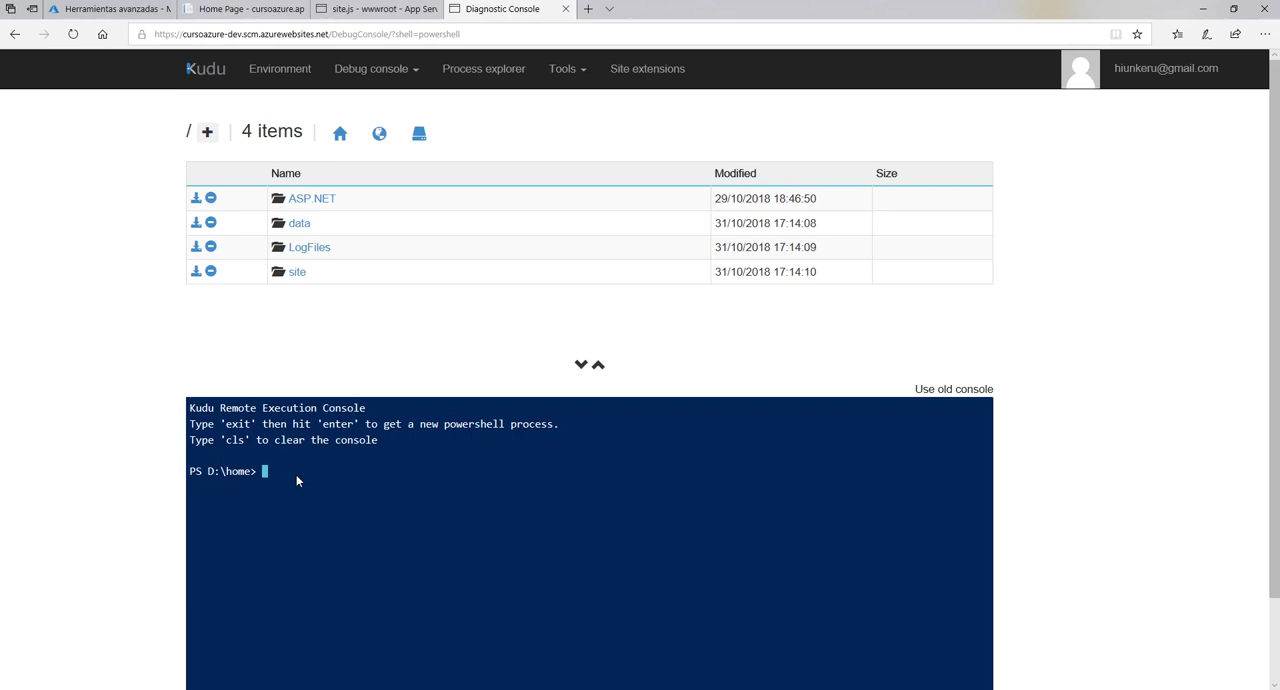 Herramientas avanzadas - N
Home Page - cursoazure.ap
site.js - wwwroot - App Sen
Diagnostic Console
https://cursoazure-dev.scm.azurewebsites.net/DebugConsole/?shell=powershell
Kudu
Environment
Debug console
Process explorer
Tools
Site extensions
hiunkeru@gmail.com
/ + | 4 items |
Name
Modified
Size
ASP.NET
29/10/2018 18:46:50
data
31/10/2018 17:14:08
LogFiles
31/10/2018 17:14:09
site
31/10/2018 17:14:10
Use old console
Kudu Remote Execution Console
Type 'exit' then hit 'enter' to get a new powershell process.
Type 'cls' to clear the console
PS D:\home>